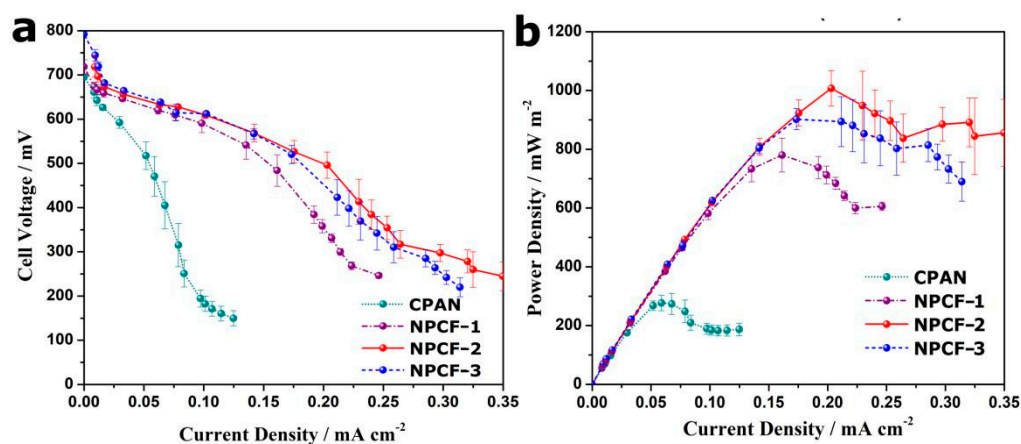 a
Cell Voltage / mV
800
700
600
500
400
300
200
100
0
0.00 0.05 0.10 0.15 0.20 0.25 0.30 0.35
Current Density / mA cm⁻²
CPAN
NPCF-1
NPCF-2
NPCF-3
b
Power Density / mW m⁻²
1200
1000
800
600
400
200
0
0.00 0.05 0.10 0.15 0.20 0.25 0.30 0.35
Current Density / mA cm⁻²
CPAN
NPCF-1
NPCF-2
NPCF-3